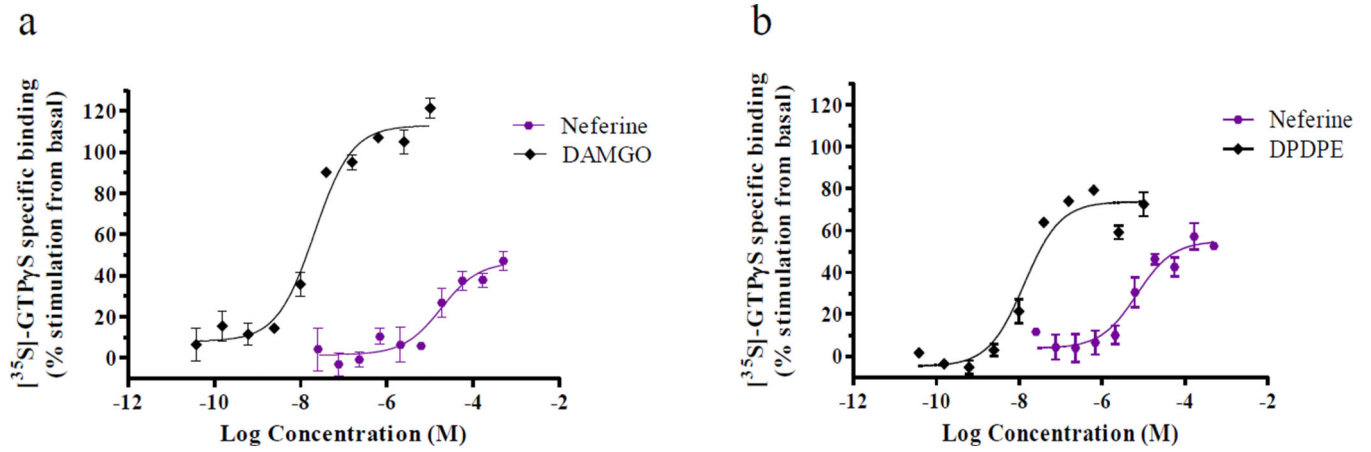 a
[³⁵S]-GTPγS specific binding
(% stimulation from basal)
120
100
80
60
40
20
0
-12
-10
-8
-6
-4
-2
Log Concentration (M)
Neferine
DAMGO
b
[³⁵S]-GTPγS specific binding
(% stimulation from basal)
120
100
80
60
40
20
0
-12
-10
-8
-6
-4
-2
Log Concentration (M)
Neferine
DPDPE